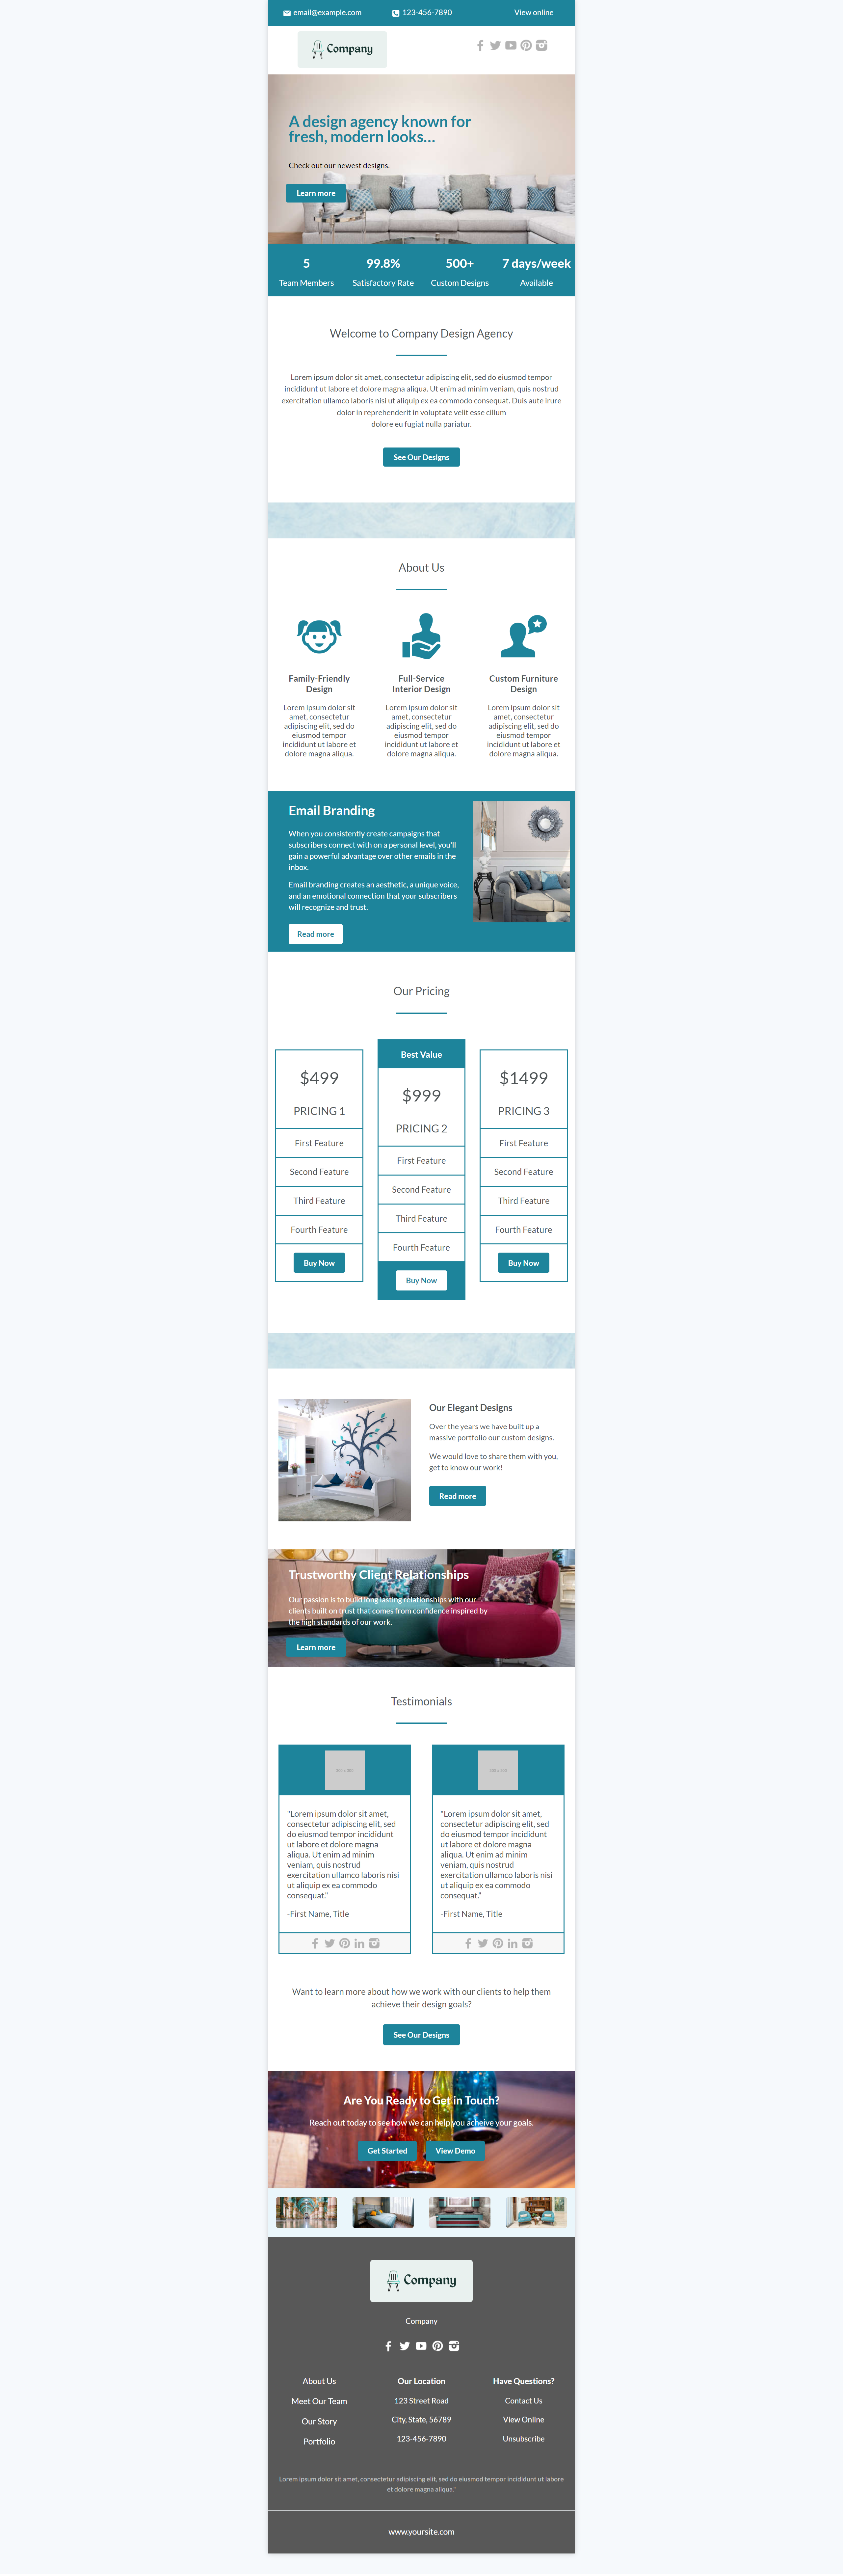 email@example.com
123-456-7890
View online
Company
A design agency known for
fresh, modern looks...
Check out our newest designs.
Learn more
5
Team Members
99.8%
Satisfactory Rate
500+
Custom Designs
7 days/week
Available
Welcome to Company Design Agency
Lorem ipsum dolor sit amet, consectetur adipiscing elit, sed do eiusmod tempor
incididunt ut labore et dolore magna aliqua. Ut enim ad minim veniam, quis nostrud
exercitation ullamco laboris nisi ut aliquip ex ea commodo consequat. Duis aute irure
dolor in reprehenderit in voluptate velit esse cillum
dolore eu fugiat nulla pariatur.
See Our Designs
About Us
Family-Friendly
Design
Lorem ipsum dolor sit
amet, consectetur
adipiscing elit, sed do
eiusmod tempor
incididunt ut labore et
dolore magna aliqua.
Full-Service
Interior Design
Lorem ipsum dolor sit
amet, consectetur
adipiscing elit, sed do
eiusmod tempor
incididunt ut labore et
dolore magna aliqua.
Custom Furniture
Design
Lorem ipsum dolor sit
amet, consectetur
adipiscing elit, sed do
eiusmod tempor
incididunt ut labore et
dolore magna aliqua.
Email Branding
When you consistently create campaigns that
subscribers connect with on a personal level, you'll
gain a powerful advantage over other emails in the
inbox.
Email branding creates an aesthetic, a unique voice,
and an emotional connection that your subscribers
will recognize and trust.
Read more
Our Pricing
$499
PRICING 1
First Feature
Second Feature
Third Feature
Fourth Feature
Buy Now
Best Value
$999
PRICING 2
First Feature
Second Feature
Third Feature
Fourth Feature
Buy Now
$1499
PRICING 3
First Feature
Second Feature
Third Feature
Fourth Feature
Buy Now
Our Elegant Designs
Over the years we have built up a
massive portfolio our custom designs.
We would love to share them with you,
get to know our work!
Read more
Trustworthy Client Relationships
Our passion is to build long lasting relationships with our
clients built on trust that comes from confidence inspired by
the high standards of our work.
Learn more
Testimonials
"Lorem ipsum dolor sit amet,
consectetur adipiscing elit, sed
do eiusmod tempor incididunt
ut labore et dolore magna
aliqua. Ut enim ad minim
veniam, quis nostrud
exercitation ullamco laboris nisi
ut aliquip ex ea commodo
consequat."
-First Name, Title
"Lorem ipsum dolor sit amet,
consectetur adipiscing elit, sed
do eiusmod tempor incididunt
ut labore et dolore magna
aliqua. Ut enim ad minim
veniam, quis nostrud
exercitation ullamco laboris nisi
ut aliquip ex ea commodo
consequat."
-First Name, Title
Want to learn more about how we work with our clients to help them
achieve their design goals?
See Our Designs
Are You Ready to Get in Touch?
Reach out today to see how we can help you acheive your goals.
Get Started
View Demo
Company
Company
About Us
Meet Our Team
Our Story
Portfolio
Our Location
123 Street Road
City, State, 56789
123-456-7890
Have Questions?
Contact Us
View Online
Unsubscribe
Lorem ipsum dolor sit amet, consectetur adipiscing elit, sed do eiusmod tempor incididunt ut labore
et dolore magna aliqua."
www.yoursite.com